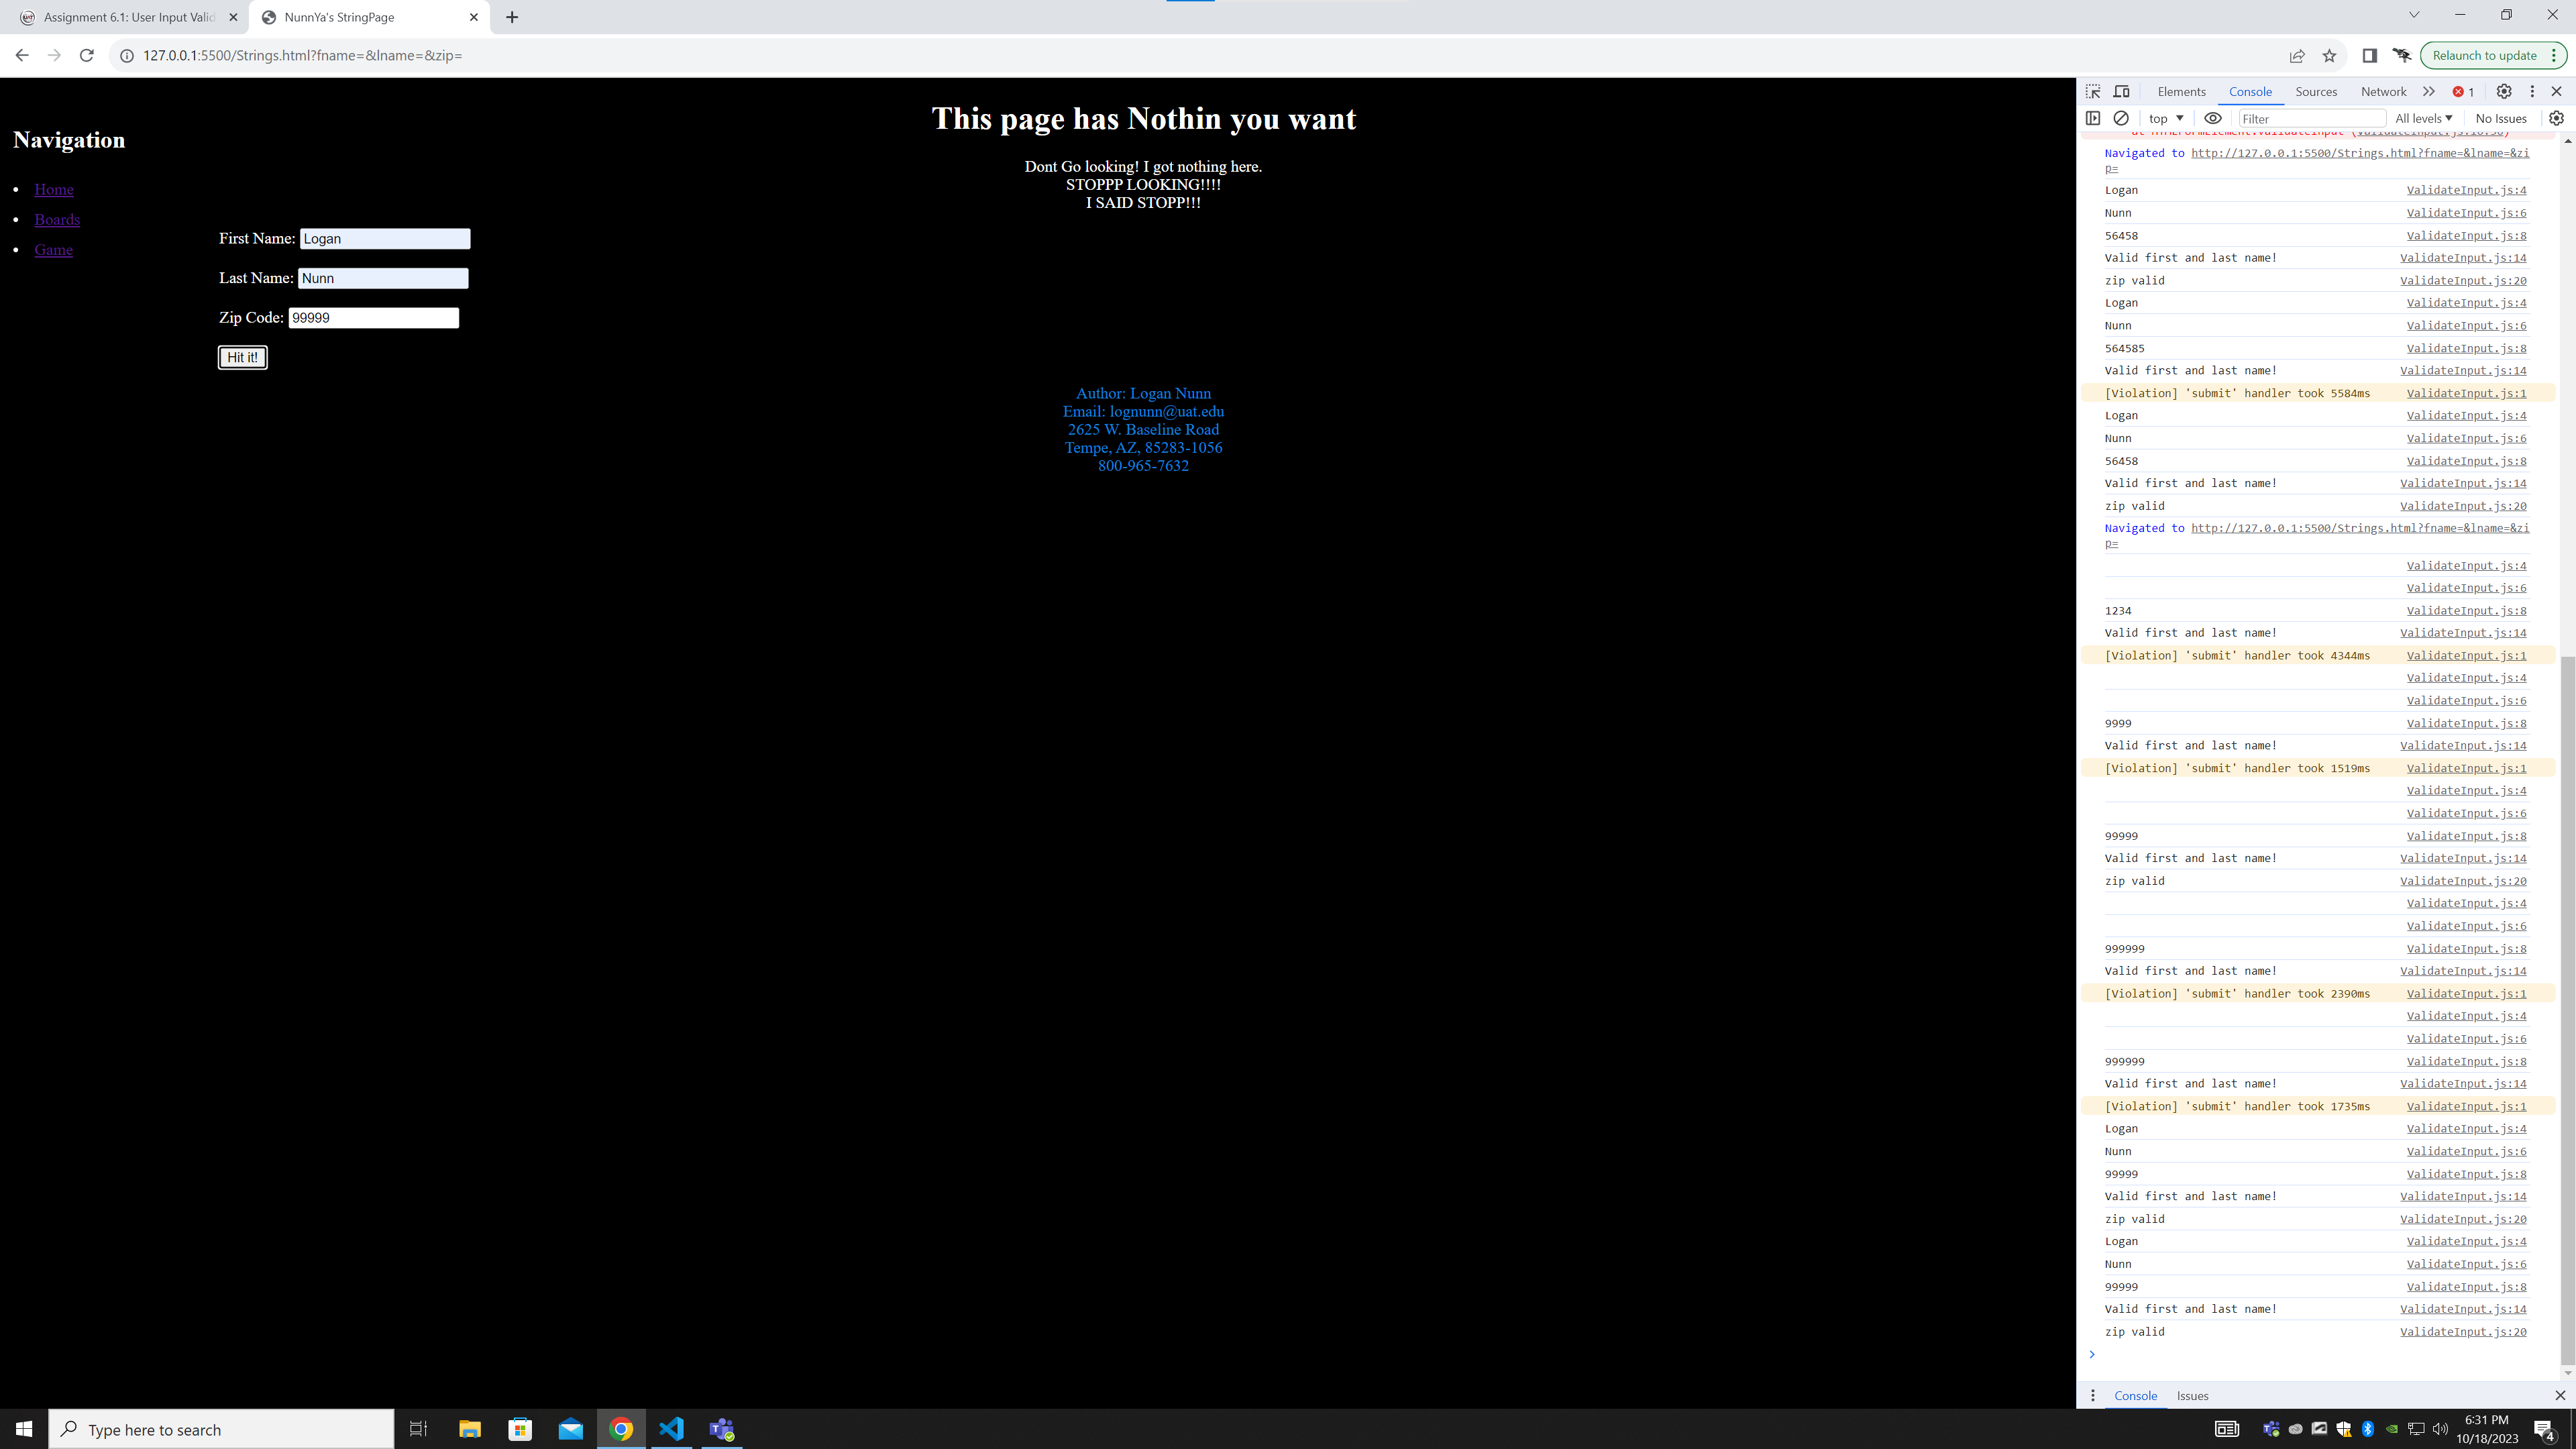 Assignment 6.1: User Input Valid
NunnYa's StringPage
127.0.0.1:5500/Strings.html?fname=&lname=&zip=
Relaunch to update
Navigation
Home
Boards
Game
This page has Nothin you want
Dont Go looking! I got nothing here.
STOPPP LOOKING!!!!
I SAID STOPP!!!
First Name: Logan
Last Name: Nunn
Zip Code: 99999
Hit it!
Author: Logan Nunn
Email: lognunn@uat.edu
2625 W. Baseline Road
Tempe, AZ, 85283-1056
800-965-7632
Elements Console Sources Network 1
top Filter All levels No Issues
Navigated to http://127.0.0.1:5500/Strings.html?fname=&lname=&zi
p=
Logan ValidateInput.js:4
Nunn ValidateInput.js:6
56458 ValidateInput.js:8
Valid first and last name! ValidateInput.js:14
zip valid ValidateInput.js:20
Logan ValidateInput.js:4
Nunn ValidateInput.js:6
564585 ValidateInput.js:8
Valid first and last name! ValidateInput.js:14
[Violation] 'submit' handler took 5584ms ValidateInput.js:1
Logan ValidateInput.js:4
Nunn ValidateInput.js:6
56458 ValidateInput.js:8
Valid first and last name! ValidateInput.js:14
zip valid ValidateInput.js:20
Navigated to http://127.0.0.1:5500/Strings.html?fname=&lname=&zi
p=
ValidateInput.js:4
ValidateInput.js:6
1234 ValidateInput.js:8
Valid first and last name! ValidateInput.js:14
[Violation] 'submit' handler took 4344ms ValidateInput.js:1
ValidateInput.js:4
ValidateInput.js:6
9999 ValidateInput.js:8
Valid first and last name! ValidateInput.js:14
[Violation] 'submit' handler took 1519ms ValidateInput.js:1
ValidateInput.js:4
ValidateInput.js:6
99999 ValidateInput.js:8
Valid first and last name! ValidateInput.js:14
zip valid ValidateInput.js:20
ValidateInput.js:4
ValidateInput.js:6
999999 ValidateInput.js:8
Valid first and last name! ValidateInput.js:14
[Violation] 'submit' handler took 2390ms ValidateInput.js:1
ValidateInput.js:4
ValidateInput.js:6
999999 ValidateInput.js:8
Valid first and last name! ValidateInput.js:14
[Violation] 'submit' handler took 1735ms ValidateInput.js:1
Logan ValidateInput.js:4
Nunn ValidateInput.js:6
99999 ValidateInput.js:8
Valid first and last name! ValidateInput.js:14
zip valid ValidateInput.js:20
Logan ValidateInput.js:4
Nunn ValidateInput.js:6
99999 ValidateInput.js:8
Valid first and last name! ValidateInput.js:14
zip valid ValidateInput.js:20
Console Issues
Type here to search
6:31 PM
10/18/2023
4